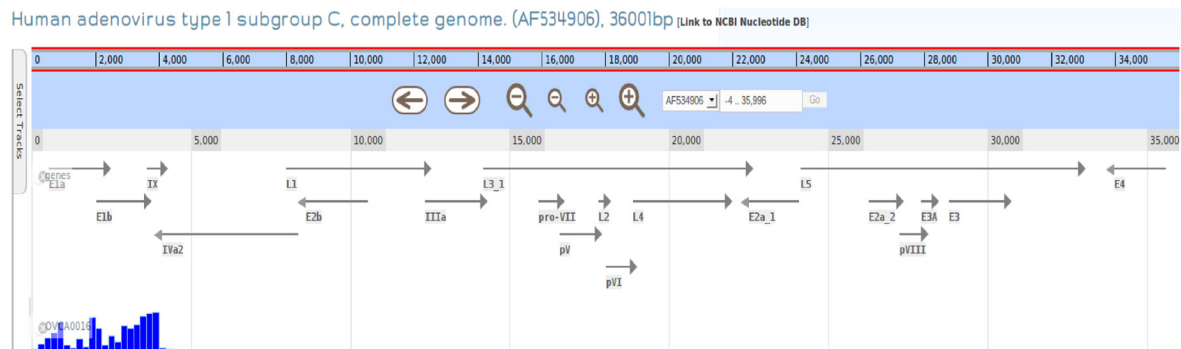 Human adenovirus type 1 subgroup C, complete genome. (AF534906), 36001bp [Link to NCBI Nucleotide DB]
0 2,000 4,000 6,000 8,000 10,000 12,000 14,000 16,000 18,000 20,000 22,000 24,000 26,000 28,000 30,000 32,000 34,000
Select Tracks
AF534906 -4 .. 35,996 Go
0 5,000 10,000 15,000 20,000 25,000 30,000 35,000
genes
E1a IX L1 L3_1 L5 E4
E1b E2b IIIa pro-VII L2 L4 E2a_1 E2a_2 E3A E3
IVa2 pV pVIII
pVI